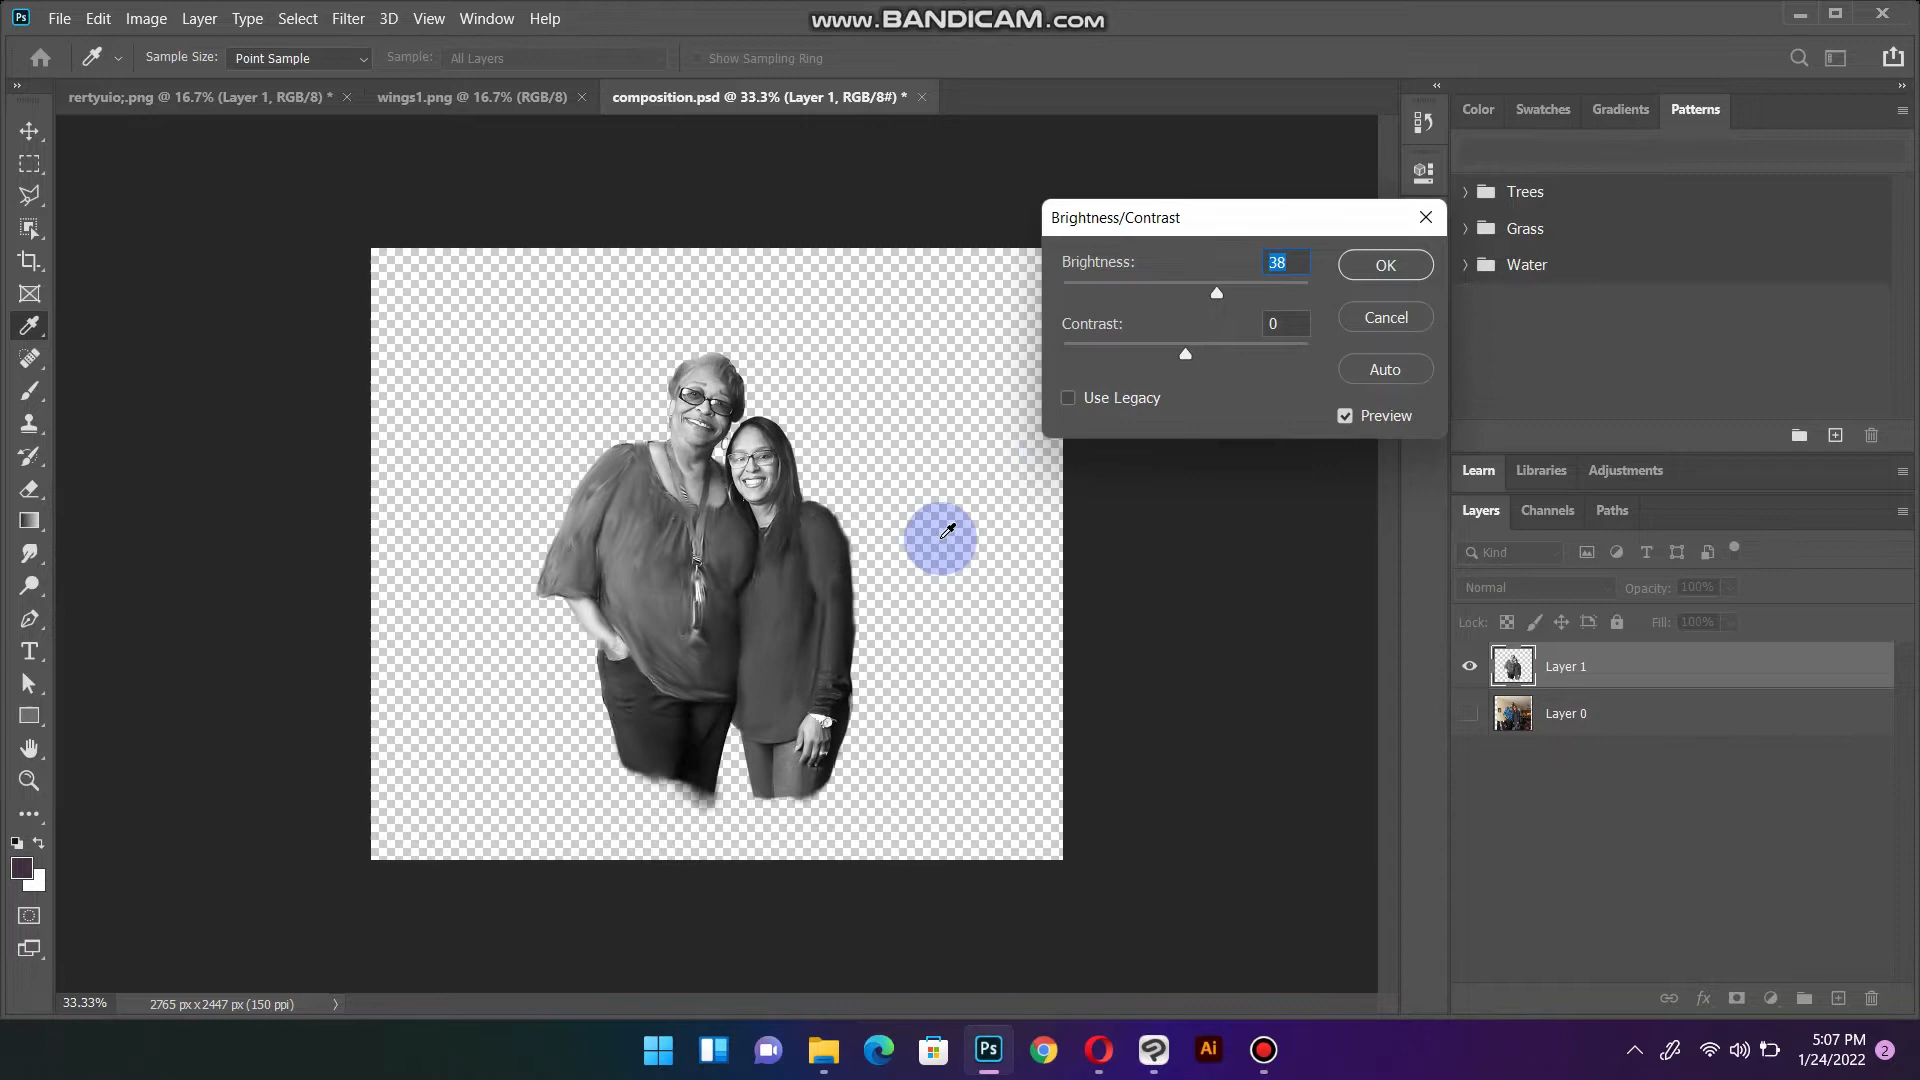 Ps File Edit Image Layer Type Select Filter 3D View Window Help
www.BANDICAM.com
Sample Size: Point Sample Sample: All Layers Show Sampling Ring
rertyuio;.png @ 16.7% (Layer 1, RGB/8) * wings1.png @ 16.7% (RGB/8) composition.psd @ 33.3% (Layer 1, RGB/8#) *
Color Swatches Gradients Patterns
Trees
Grass
Water
Brightness/Contrast
Brightness: 38 OK
Contrast: 0 Cancel
Auto
Use Legacy
Preview
Learn Libraries Adjustments
Layers Channels Paths
Kind
Normal Opacity: 100%
Lock: Fill: 100%
Layer 1
Layer 0
fx
33.33% 2765 px x 2447 px (150 ppi)
Ps Ai
5:07 PM
1/24/2022 2